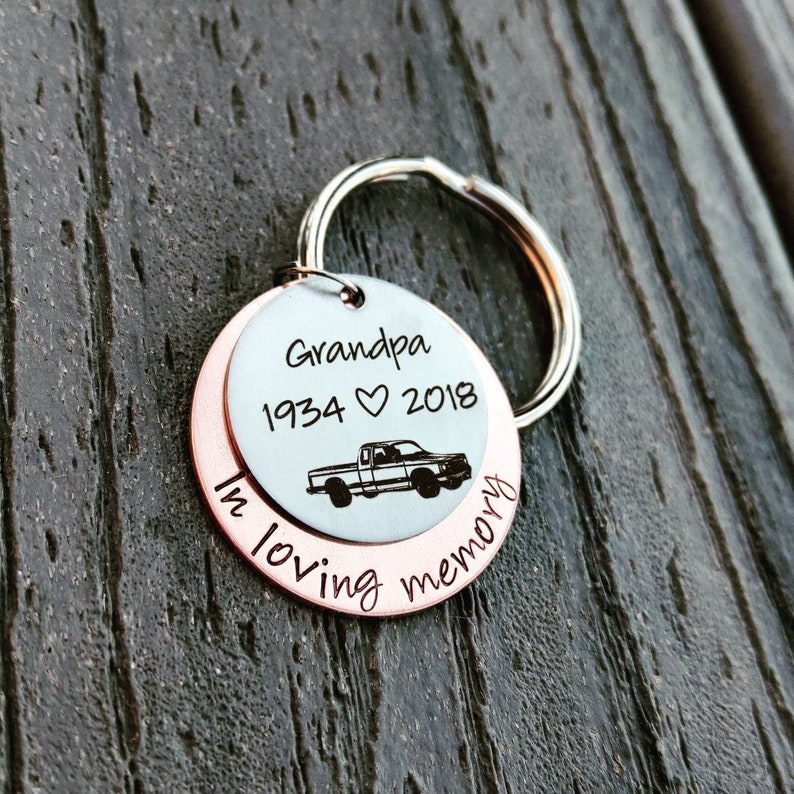 Grandpa
1934 ♡ 2018
In loving memory